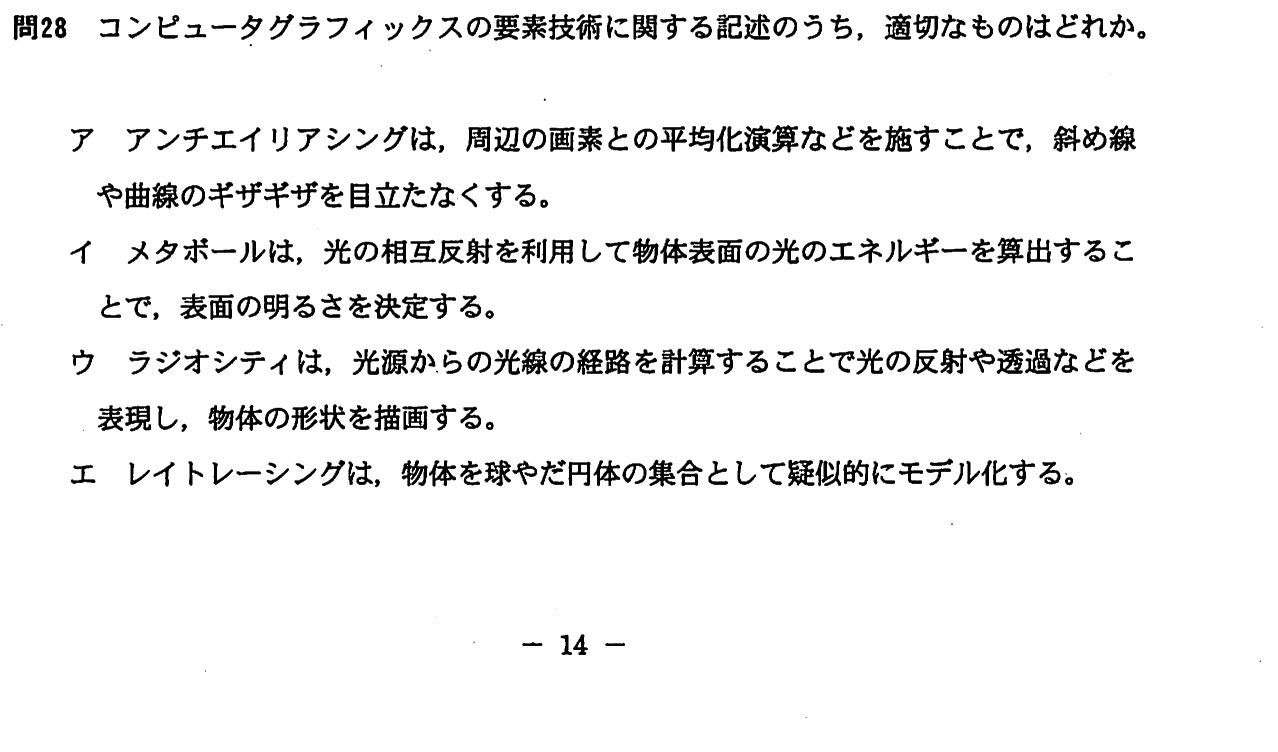 問28　コンピュータグラフィックスの要素技術に関する記述のうち，適切なものはどれか。
ア　アンチエイリアシングは，周辺の画素との平均化演算などを施すことで，斜め線
や曲線のギザギザを目立たなくする。
イ　メタボールは，光の相互反射を利用して物体表面の光のエネルギーを算出するこ
とで，表面の明るさを決定する。
ウ　ラジオシティは，光源からの光線の経路を計算することで光の反射や透過などを
表現し，物体の形状を描画する。
エ　レイトレーシングは，物体を球やだ円体の集合として疑似的にモデル化する。
－ 14 －